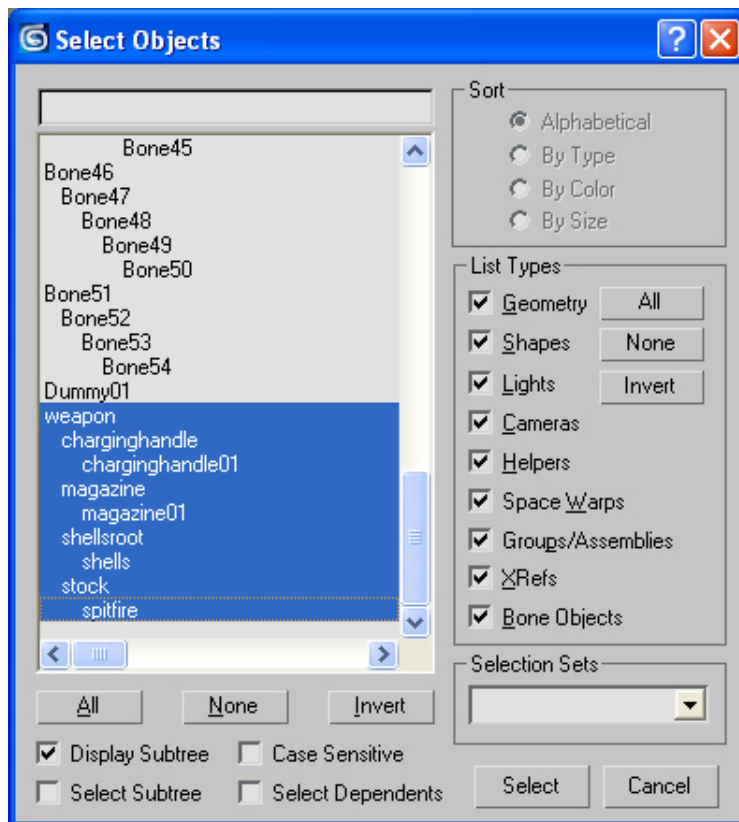 Select Objects
Bone45
Bone46
Bone47
Bone48
Bone49
Bone50
Bone51
Bone52
Bone53
Bone54
Dummy01
weapon
charginghandle
charginghandle01
magazine
magazine01
shellsroot
shells
stock
spitfire
All None Invert
Display Subtree Case Sensitive
Select Subtree Select Dependents
Sort
Alphabetical
By Type
By Color
By Size
List Types
Geometry All
Shapes None
Lights Invert
Cameras
Helpers
Space Warps
Groups/Assemblies
XRefs
Bone Objects
Selection Sets
Select Cancel